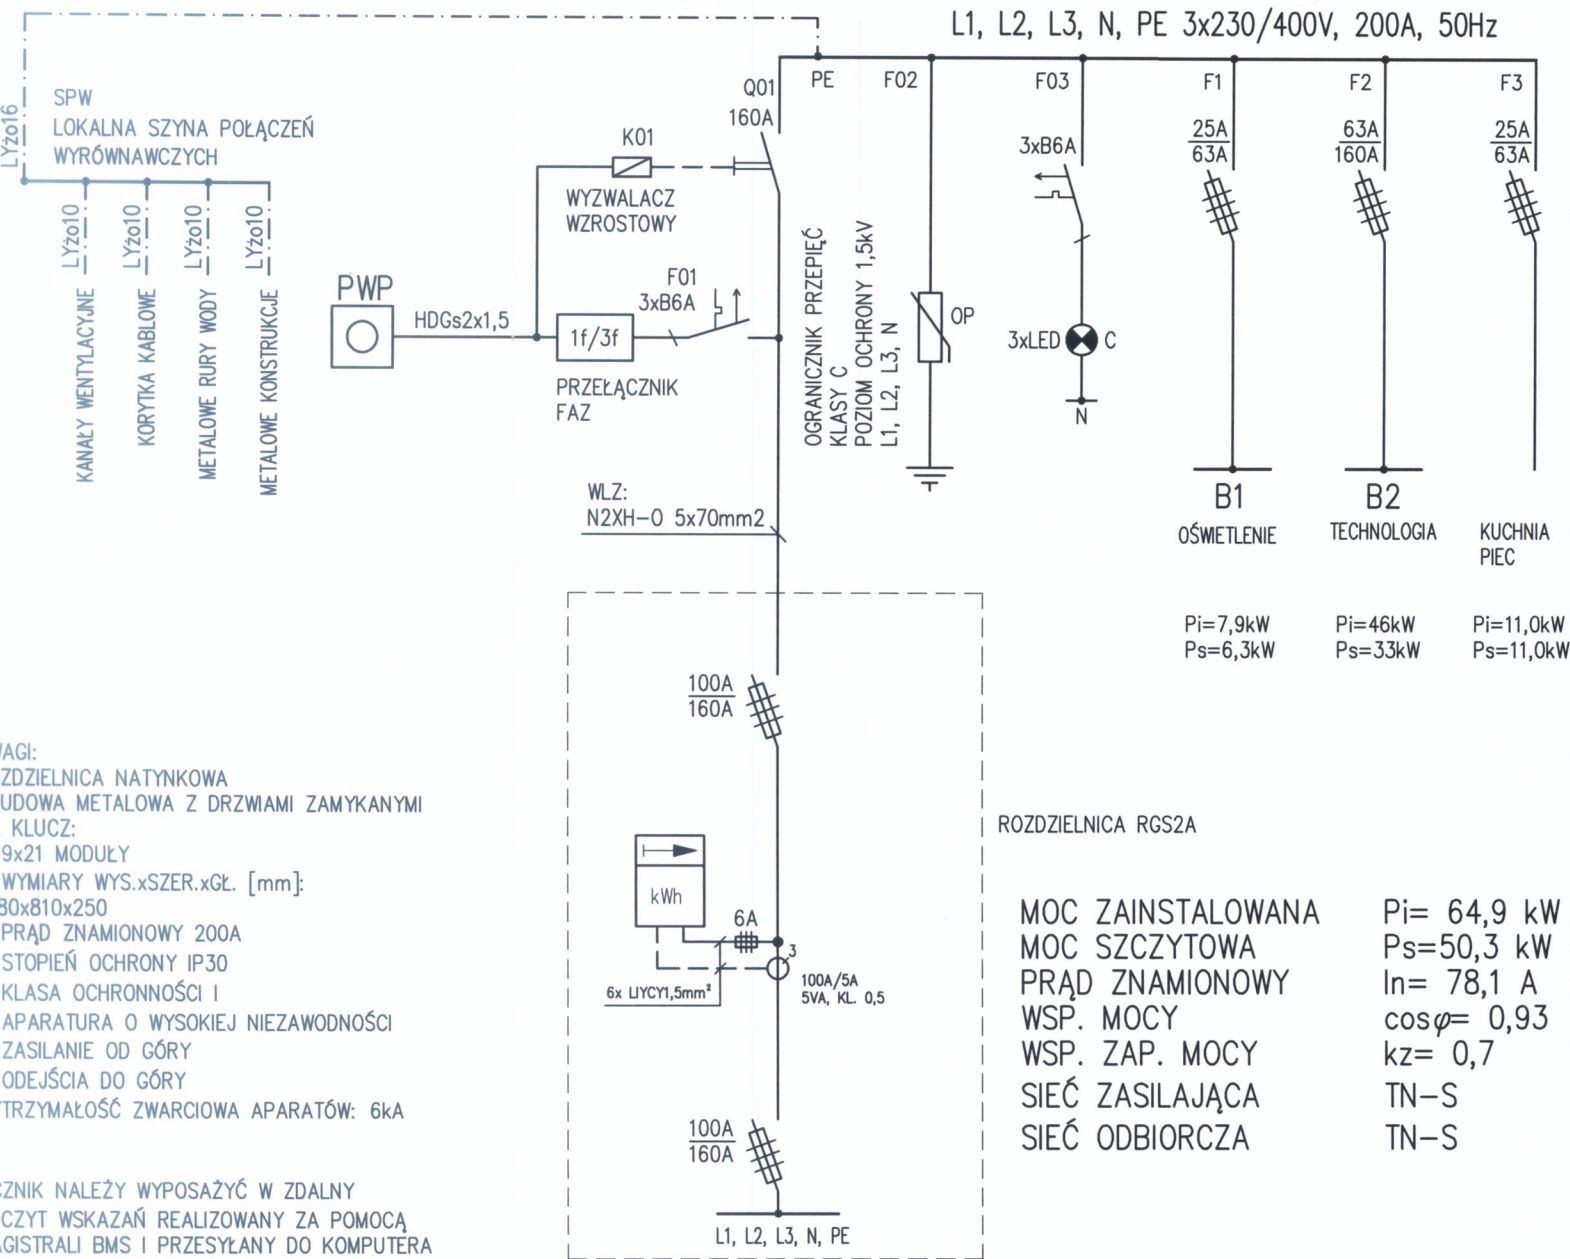 L1, L2, L3, N, PE 3x230/400V, 200A, 50Hz
LYżo16
SPW
LOKALNA SZYNA POŁĄCZEŃ
WYRÓWNAWCZYCH
LYżo10
LYżo10
LYżo10
LYżo10
KANAŁY WENTYLACYJNE
KORYTKA KABLOWE
METALOWE RURY WODY
METALOWE KONSTRUKCJE
PWP
HDGs2x1,5
K01
WYZWALACZ
WZROSTOWY
F01
3xB6A
1f/3f
PRZEŁĄCZNIK
FAZ
Q01
160A
PE
F02
OGRANICZNIK PRZEPIĘĆ
KLASY C
POZIOM OCHRONY 1,5kV
L1, L2, L3, N
OP
F03
3xB6A
3xLED
C
N
F1
25A
63A
F2
63A
160A
F3
25A
63A
B1
OŚWIETLENIE
B2
TECHNOLOGIA
KUCHNIA
PIEC
Pi=7,9kW
Ps=6,3kW
Pi=46kW
Ps=33kW
Pi=11,0kW
Ps=11,0kW
WLZ:
N2XH-O 5x70mm2
100A
160A
kWh
6A
3
6x LIYCY1,5mm²
100A/5A
5VA, KL. 0,5
100A
160A
L1, L2, L3, N, PE
ROZDZIELNICA RGS2A
MOC ZAINSTALOWANA Pi= 64,9 kW
MOC SZCZYTOWA Ps=50,3 kW
PRĄD ZNAMIONOWY In= 78,1 A
WSP. MOCY cosφ= 0,93
WSP. ZAP. MOCY kz= 0,7
SIEĆ ZASILAJĄCA TN-S
SIEĆ ODBIORCZA TN-S
WAGI:
ZDZIELNICA NATYNKOWA
UDOWA METALOWA Z DRZWIAMI ZAMYKANYMI
KLUCZ:
9x21 MODUŁY
WYMIARY WYS.xSZER.xGŁ. [mm]:
80x810x250
PRĄD ZNAMIONOWY 200A
STOPIEŃ OCHRONY IP30
KLASA OCHRONNOŚCI I
APARATURA O WYSOKIEJ NIEZAWODNOŚCI
ZASILANIE OD GÓRY
ODEJŚCIA DO GÓRY
YTRZYMAŁOŚĆ ZWARCIOWA APARATÓW: 6kA
CZNIK NALEŻY WYPOSAŻYĆ W ZDALNY
CZYT WSKAZAŃ REALIZOWANY ZA POMOCĄ
AGISTRALI BMS I PRZESYŁANY DO KOMPUTERA